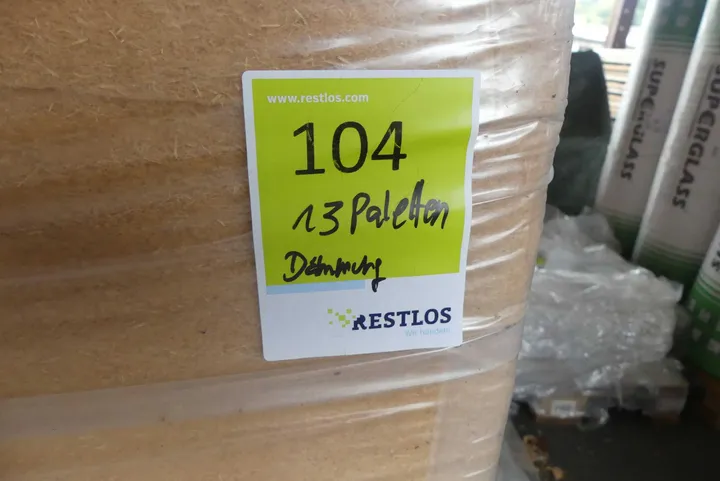 www.restlos.com
104
13 Paletten
Dämmung
RESTLOS
SUPERGLASS
SUPERGLASS